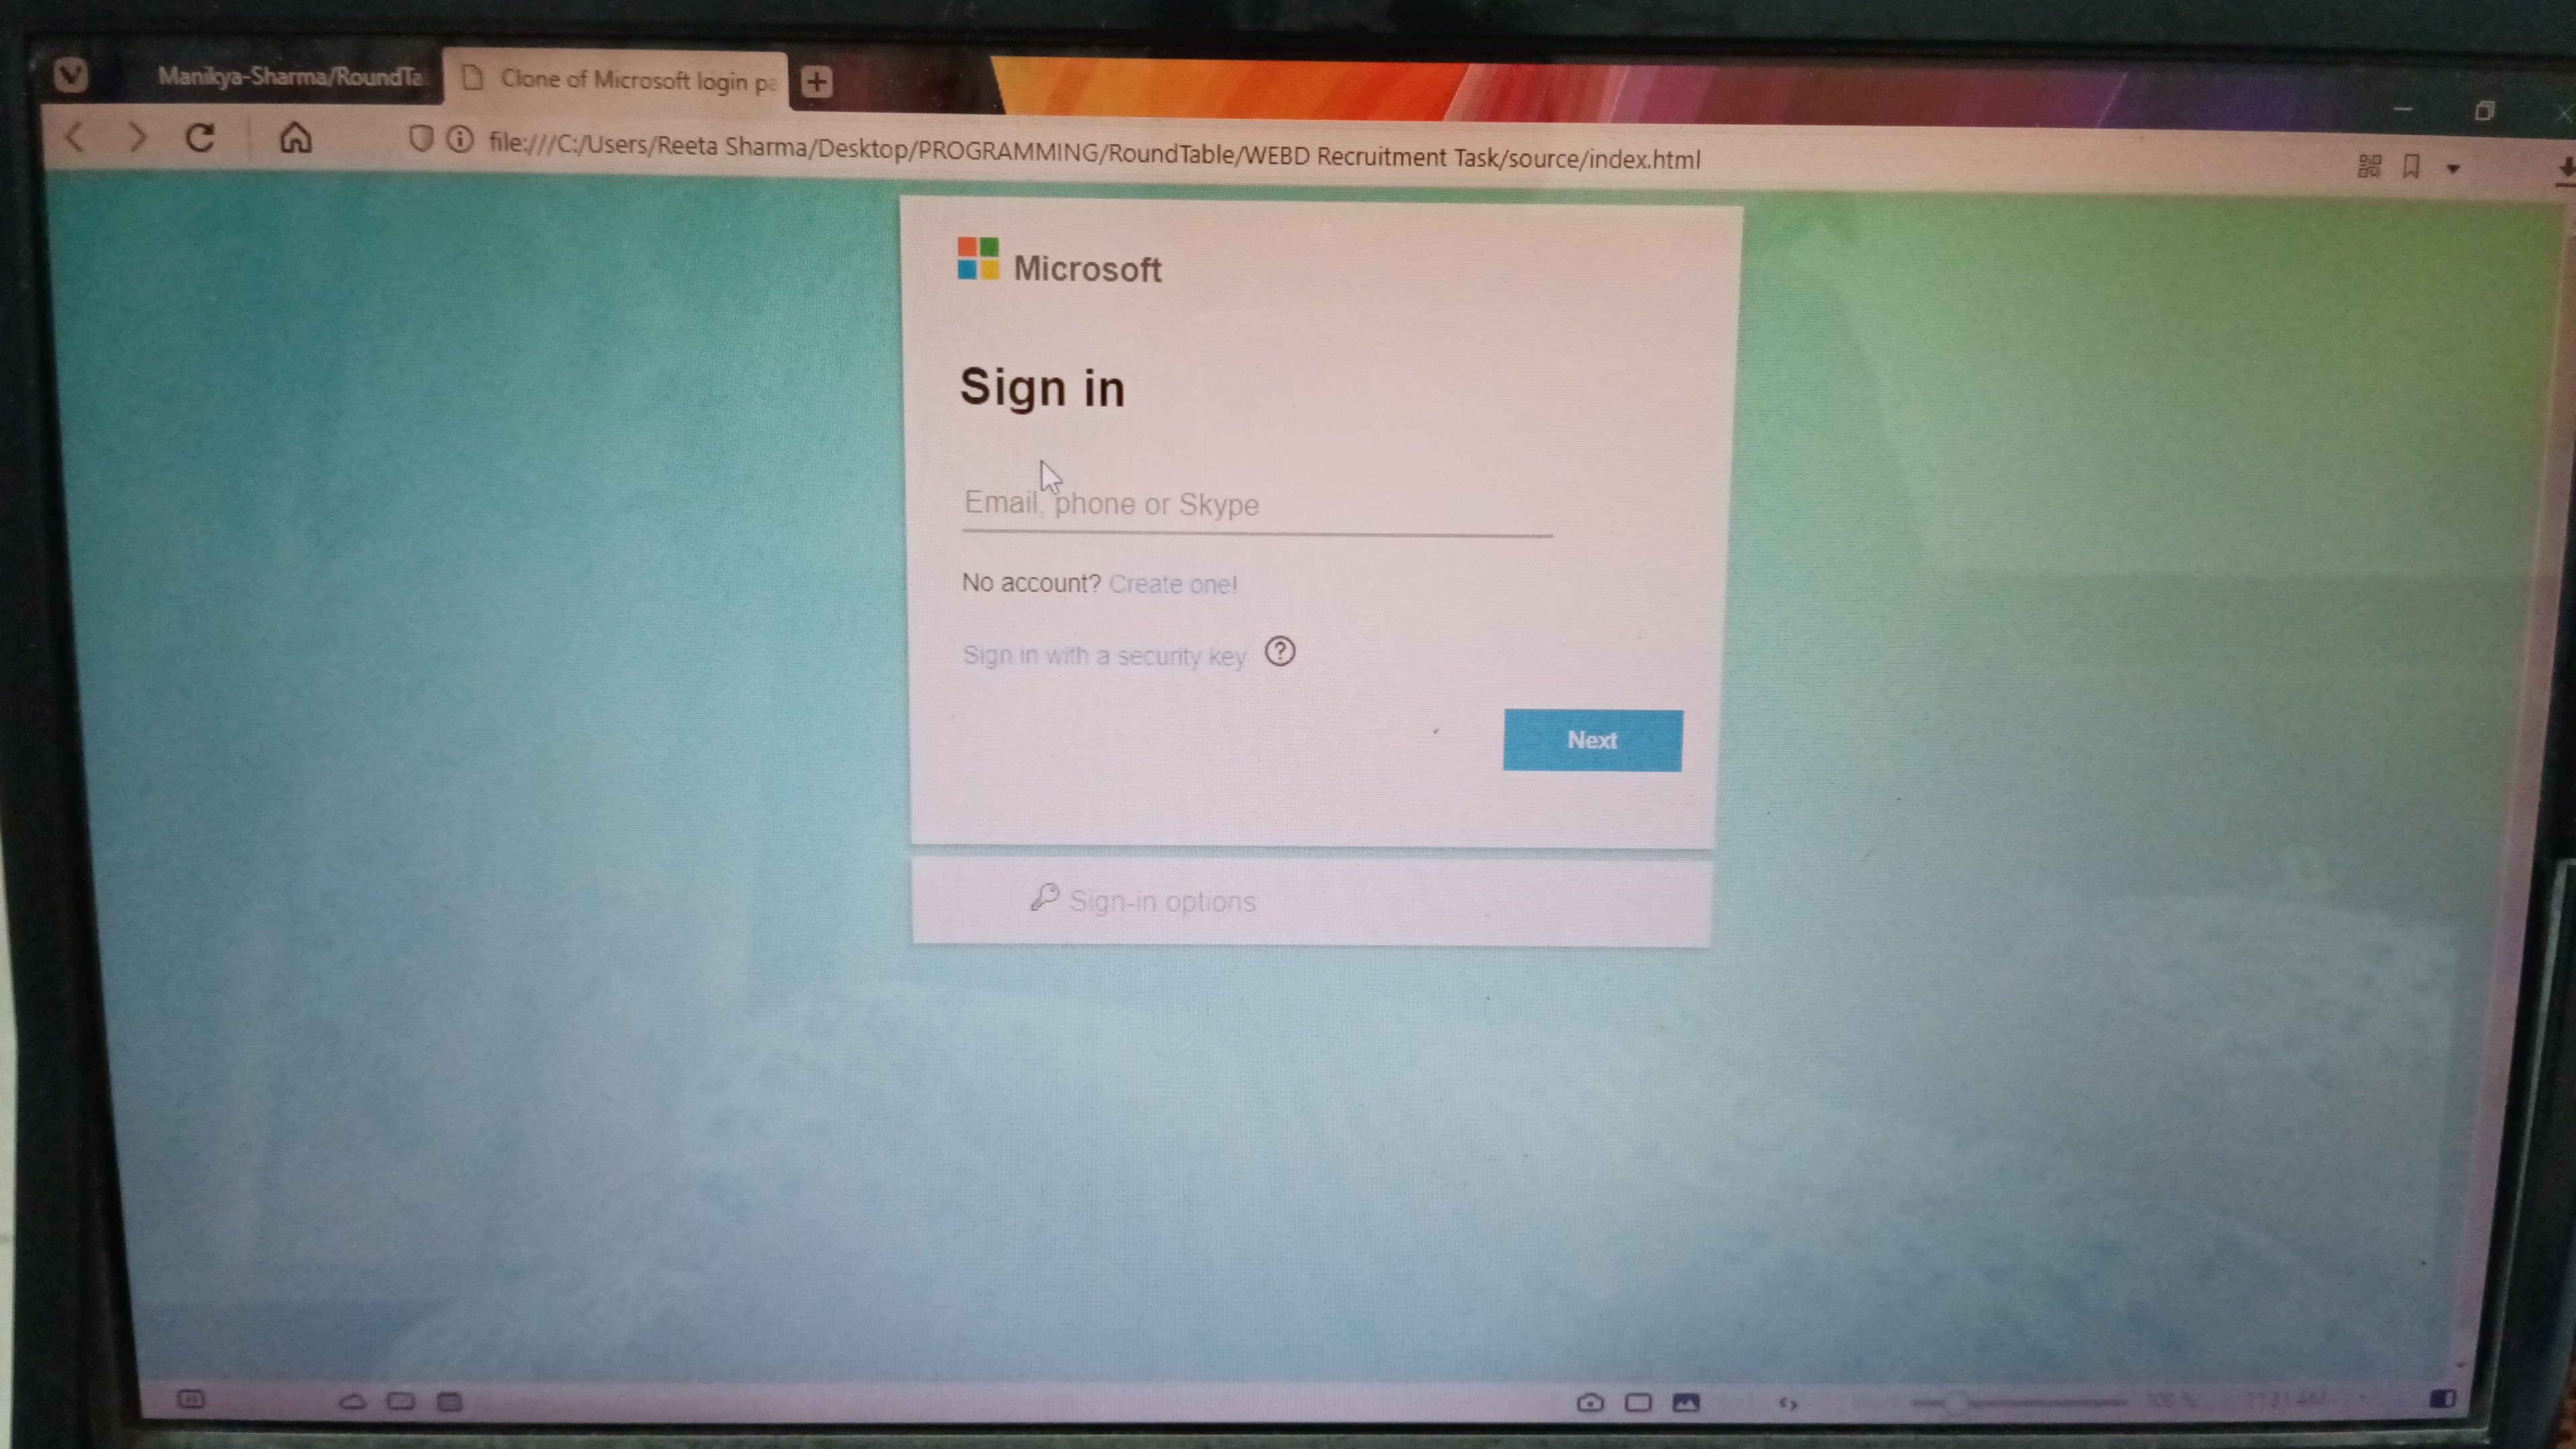 Manikya-Sharma/RoundTa
Clone of Microsoft login pa
file:///C:/Users/Reeta Sharma/Desktop/PROGRAMMING/RoundTable/WEBD Recruitment Task/source/index.html
Microsoft
Sign in
Email, phone or Skype
No account? Create one!
Sign in with a security key ?
Next
Sign-in options